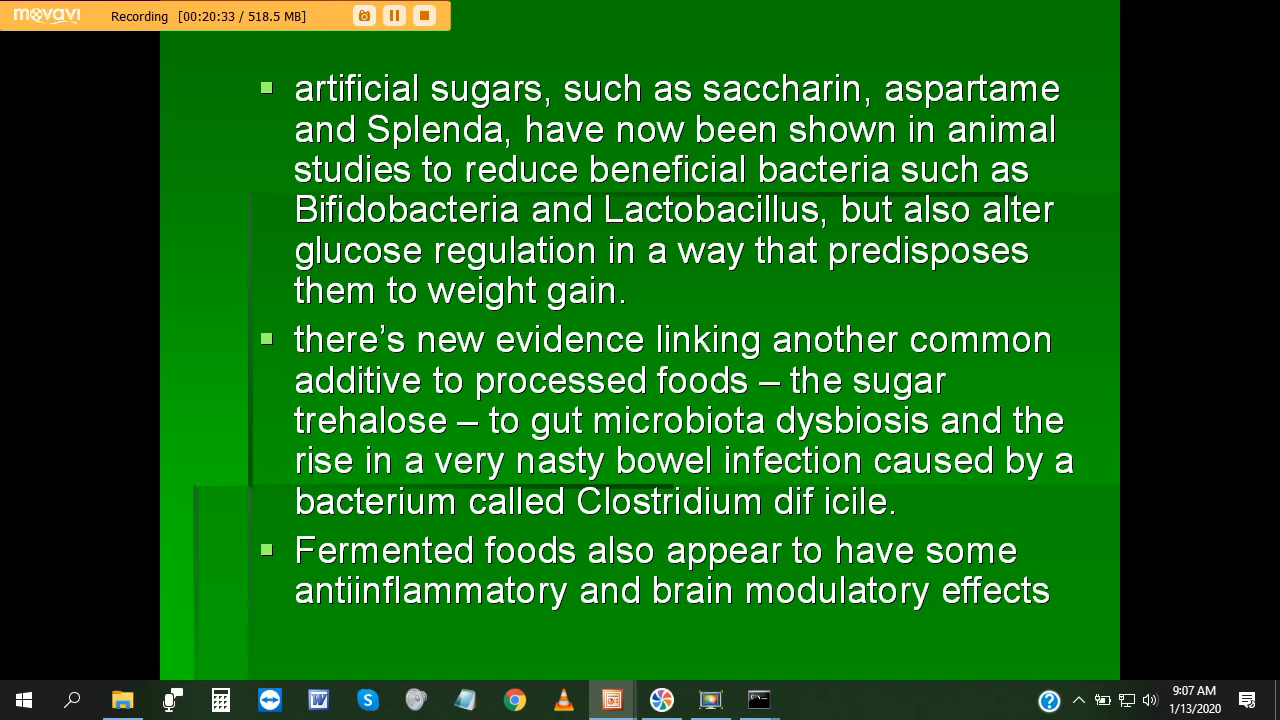 movavi
Recording [00:20:33 / 518.5 MB]
artificial sugars, such as saccharin, aspartame
and Splenda, have now been shown in animal
studies to reduce beneficial bacteria such as
Bifidobacteria and Lactobacillus, but also alter
glucose regulation in a way that predisposes
them to weight gain.
there’s new evidence linking another common
additive to processed foods – the sugar
trehalose – to gut microbiota dysbiosis and the
rise in a very nasty bowel infection caused by a
bacterium called Clostridium dif icile.
Fermented foods also appear to have some
antiinflammatory and brain modulatory effects
9:07 AM
1/13/2020